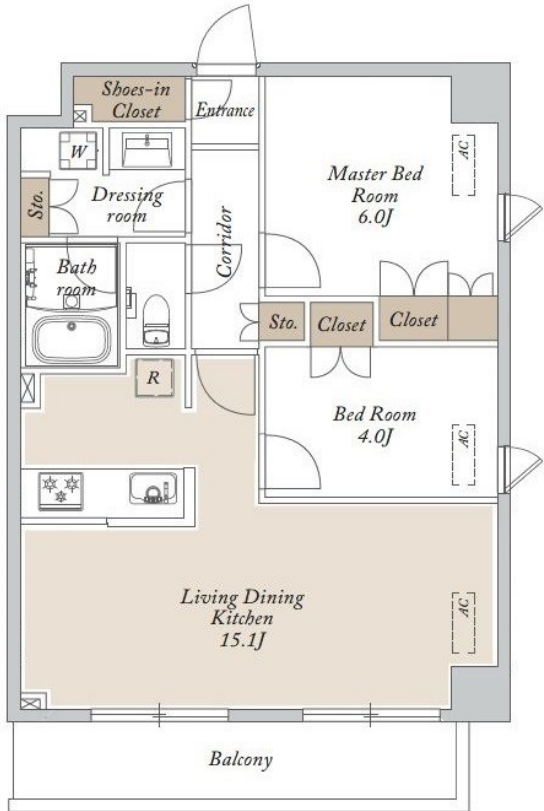 Shoes-in
Closet
Entrance
W
Sto.
Dressing
room
Corridor
Master Bed
Room
6.0J
AC
Bath
room
Sto.
Closet
Closet
R
Bed Room
4.0J
AC
Living Dining
Kitchen
15.1J
AC
Balcony